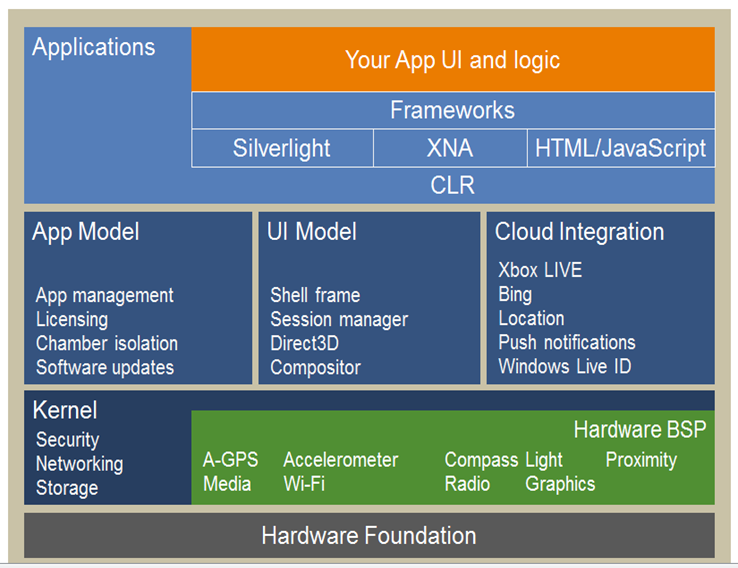 Applications
Your App UI and logic
Frameworks
Silverlight
XNA
HTML/JavaScript
CLR
App Model
App management
Licensing
Chamber isolation
Software updates
UI Model
Shell frame
Session manager
Direct3D
Compositor
Cloud Integration
Xbox LIVE
Bing
Location
Push notifications
Windows Live ID
Kernel
Security
Networking
Storage
Hardware BSP
A-GPS Accelerometer Compass Light Proximity
Media Wi-Fi Radio Graphics
Hardware Foundation